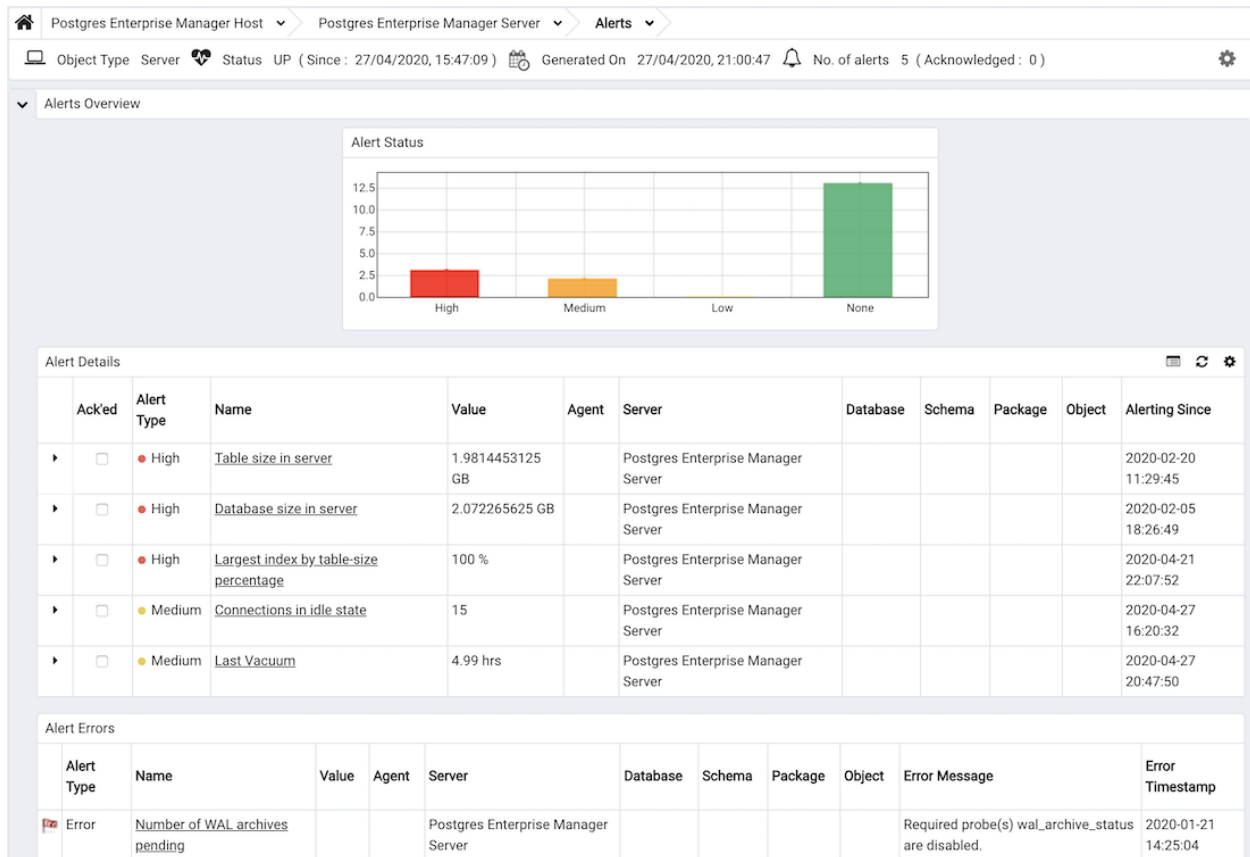 Postgres Enterprise Manager Host Postgres Enterprise Manager Server Alerts
Object Type Server Status UP ( Since : 27/04/2020, 15:47:09 ) Generated On 27/04/2020, 21:00:47 No. of alerts 5 ( Acknowledged : 0 )
Alerts Overview
Alert Status
12.5
10.0
7.5
5.0
2.5
0.0
High Medium Low None
Alert Details
Ack'ed Alert Type Name Value Agent Server Database Schema Package Object Alerting Since
High Table size in server 1.9814453125 GB Postgres Enterprise Manager Server 2020-02-20 11:29:45
High Database size in server 2.072265625 GB Postgres Enterprise Manager Server 2020-02-05 18:26:49
High Largest index by table-size percentage 100 % Postgres Enterprise Manager Server 2020-04-21 22:07:52
Medium Connections in idle state 15 Postgres Enterprise Manager Server 2020-04-27 16:20:32
Medium Last Vacuum 4.99 hrs Postgres Enterprise Manager Server 2020-04-27 20:47:50
Alert Errors
Alert Type Name Value Agent Server Database Schema Package Object Error Message Error Timestamp
Error Number of WAL archives pending Postgres Enterprise Manager Server Required probe(s) wal_archive_status are disabled. 2020-01-21 14:25:04